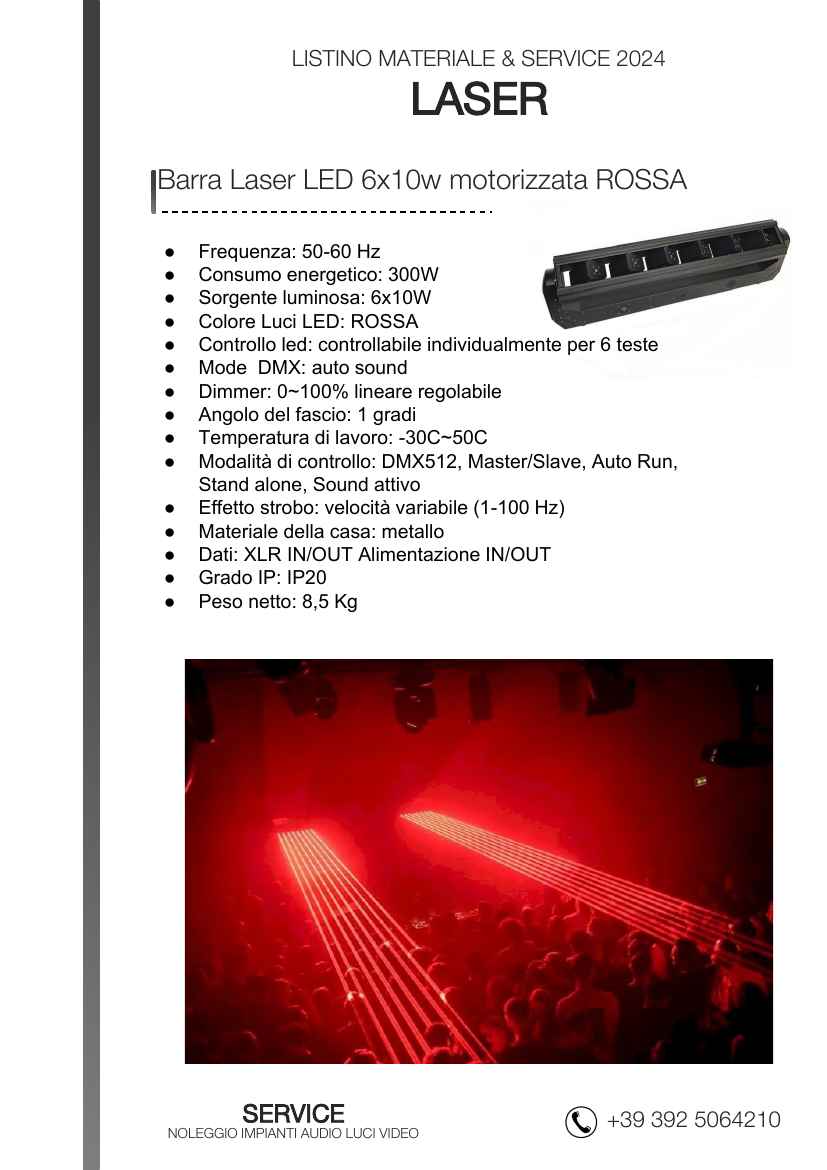 LISTINO MATERIALE & SERVICE 2024
LASER
Barra Laser LED 6x10w motorizzata ROSSA
● Frequenza: 50-60 Hz
● Consumo energetico: 300W
● Sorgente luminosa: 6x10W
● Colore Luci LED: ROSSA
● Controllo led: controllabile individualmente per 6 teste
● Mode  DMX: auto sound
● Dimmer: 0~100% lineare regolabile
● Angolo del fascio: 1 gradi
● Temperatura di lavoro: -30C~50C
● Modalità di controllo: DMX512, Master/Slave, Auto Run,
Stand alone, Sound attivo
● Effetto strobo: velocità variabile (1-100 Hz)
● Materiale della casa: metallo
● Dati: XLR IN/OUT Alimentazione IN/OUT
● Grado IP: IP20
● Peso netto: 8,5 Kg
SERVICE
NOLEGGIO IMPIANTI AUDIO LUCI VIDEO
+39 392 5064210